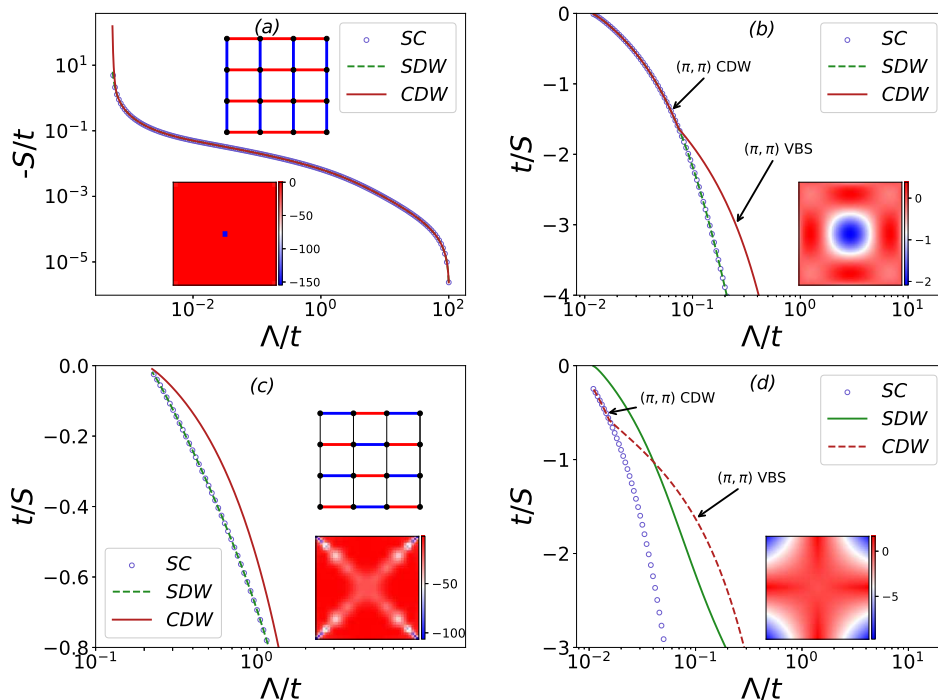 (a)
SC
SDW
CDW
-S/t
10^1
10^{-1}
10^{-3}
10^{-5}
0
−50
−100
−150
10^{-2}
10^0
10^2
Λ/t
(b)
SC
SDW
CDW
(π, π) CDW
(π, π) VBS
t/S
0
−1
−2
−3
−4
0
−1
−2
10^{-2}
10^{-1}
10^0
10^1
Λ/t
(c)
t/S
0.0
−0.2
−0.4
−0.6
−0.8
SC
SDW
CDW
−50
−100
10^{-1}
10^0
Λ/t
(d)
SC
SDW
CDW
(π, π) CDW
(π, π) VBS
t/S
0
−1
−2
−3
0
−5
10^{-2}
10^{-1}
10^0
10^1
Λ/t